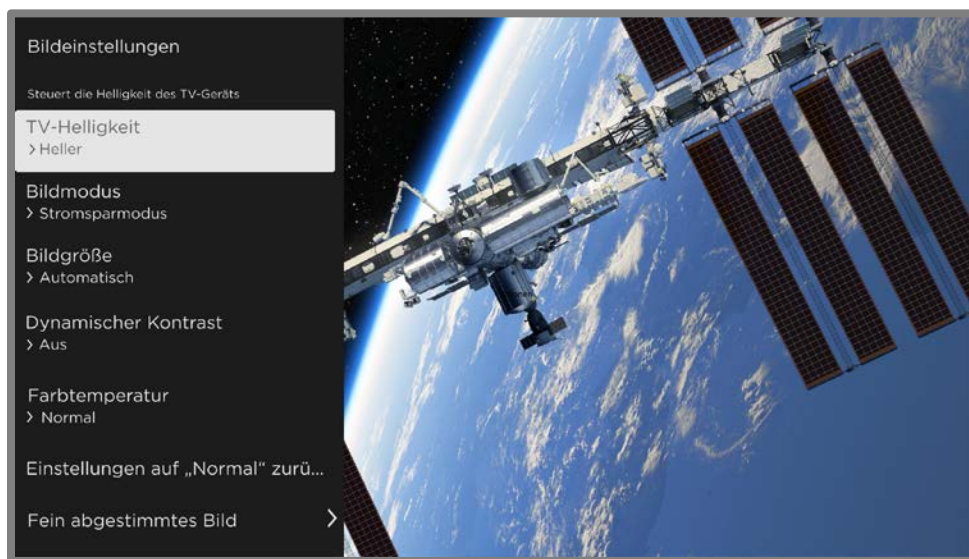 Bildeinstellungen
Steuert die Helligkeit des TV-Geräts
TV-Helligkeit
> Heller
Bildmodus
> Stromsparmodus
Bildgröße
> Automatisch
Dynamischer Kontrast
> Aus
Farbtemperatur
> Normal
Einstellungen auf „Normal“ zurü...
Fein abgestimmtes Bild >